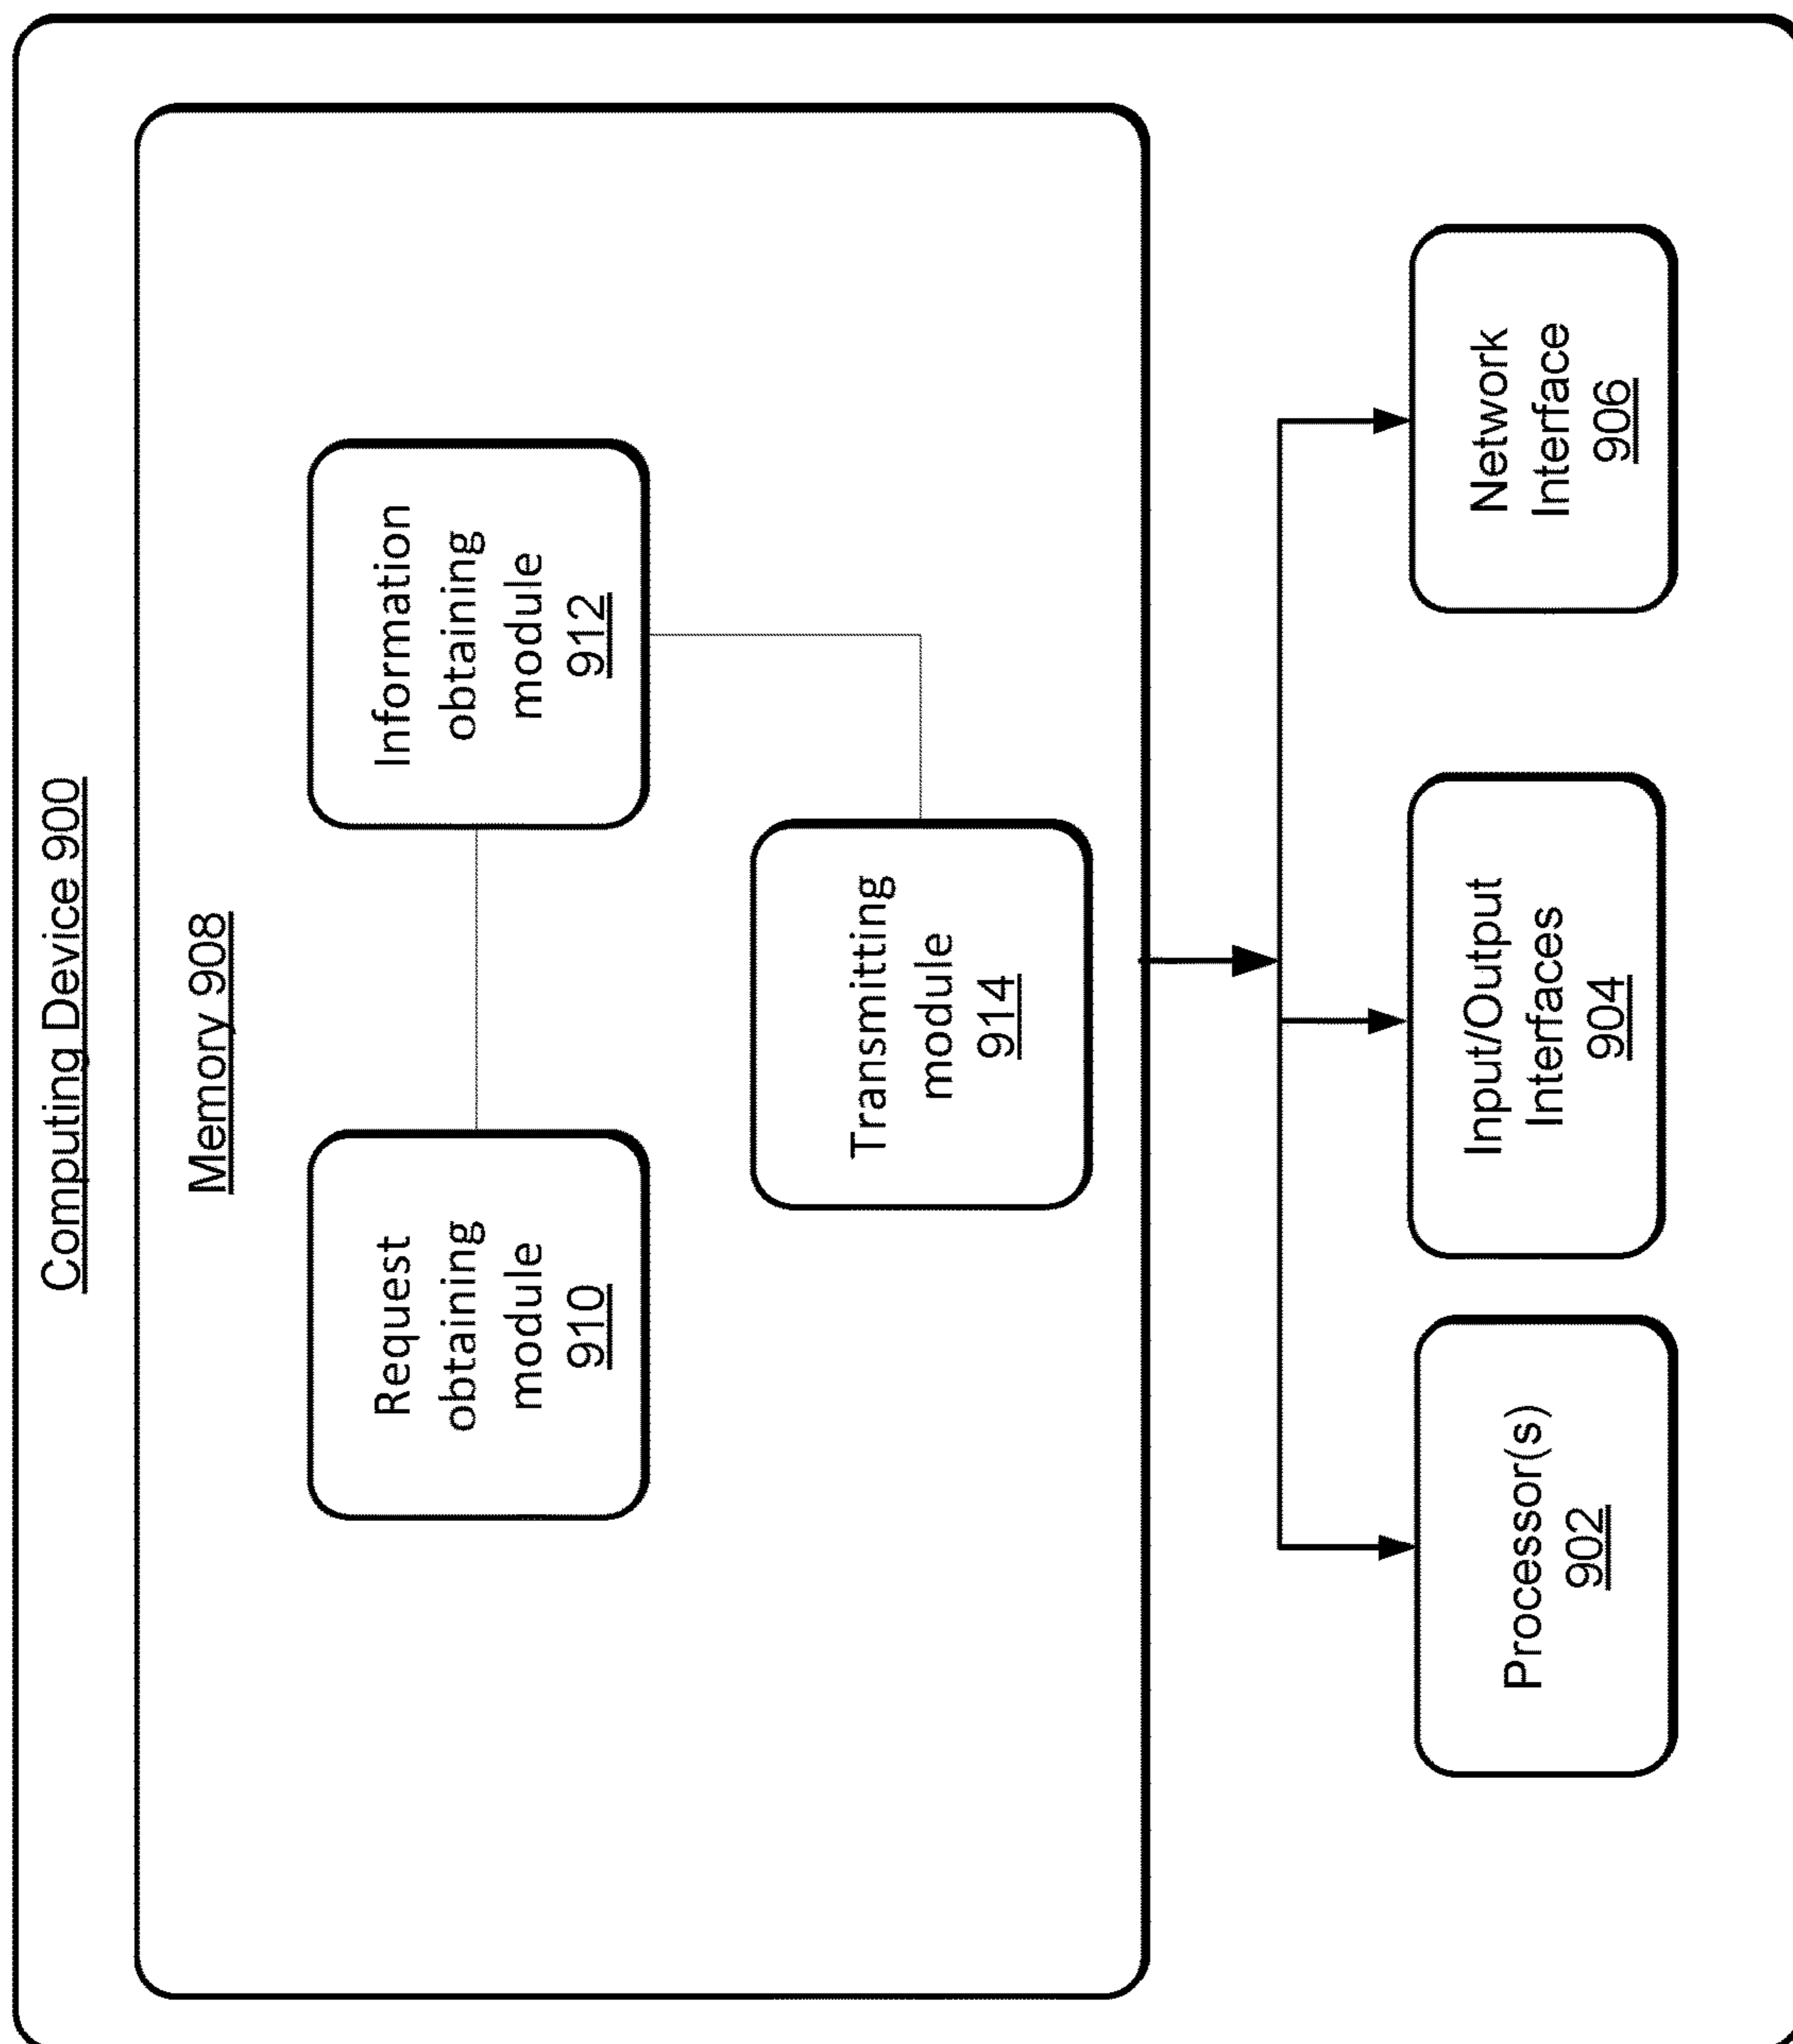 Computing Device 900
Memory 908
Request
obtaining
module
910
Information
obtaining
module
912
Transmitting
module
914
Processor(s)
902
Input/Output
Interfaces
904
Network
Interface
906